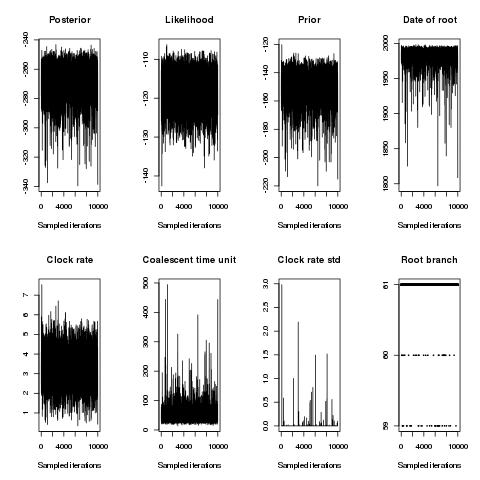 Posterior
-240
-260
-280
-300
-320
-340
0 4000 10000
Sampled iterations
Likelihood
-110
-120
-130
-140
0 4000 10000
Sampled iterations
Prior
-120
-140
-160
-180
-200
-220
0 4000 10000
Sampled iterations
Date of root
2000
1950
1900
1850
1800
0 4000 10000
Sampled iterations
Clock rate
7
6
5
4
3
2
1
0 4000 10000
Sampled iterations
Coalescent time unit
500
400
300
200
100
0
0 4000 10000
Sampled iterations
Clock rate std
3.0
2.5
2.0
1.5
1.0
0.5
0.0
0 4000 10000
Sampled iterations
Root branch
61
60
59
0 4000 10000
Sampled iterations